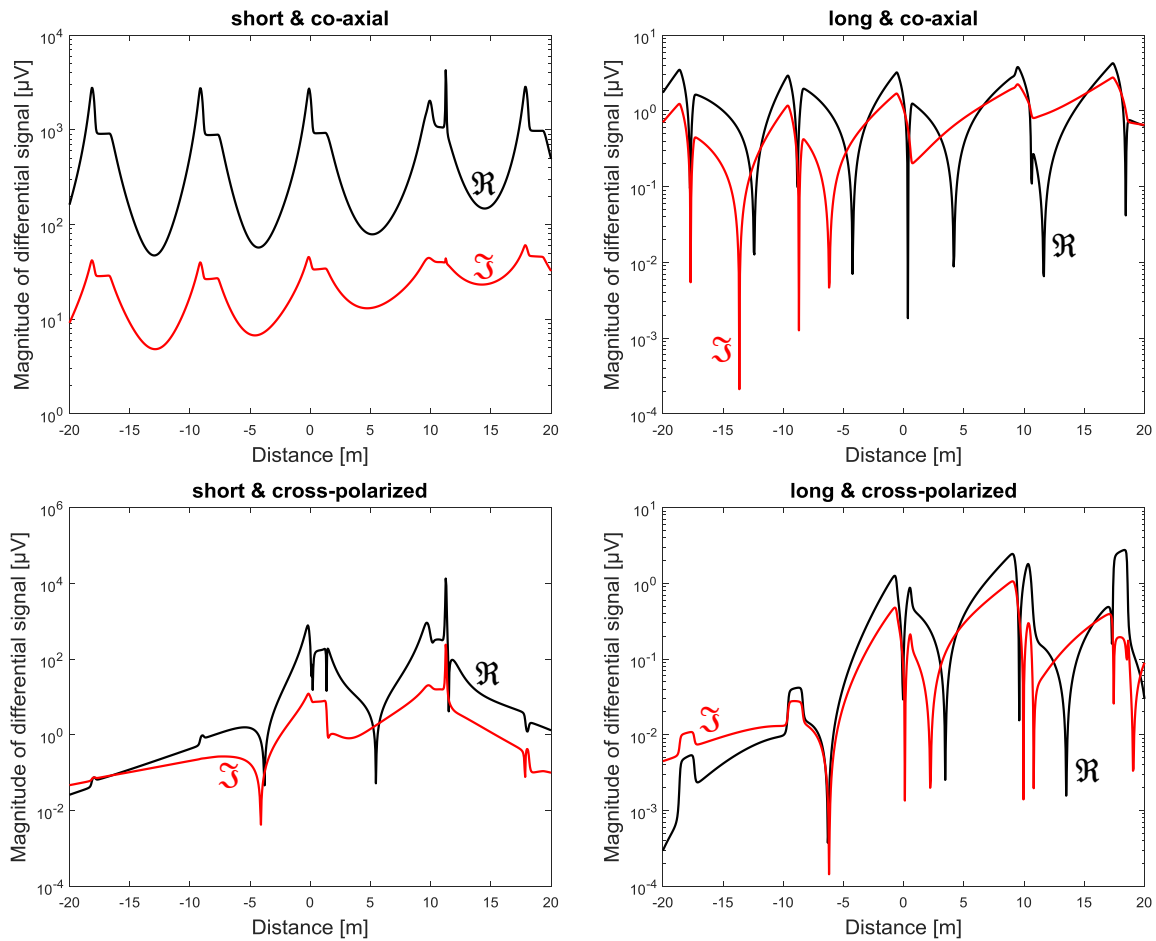 short & co-axial
Magnitude of differential signal [µV]
10^4
10^3
10^2
10^1
10^0
ℜ
ℑ
-20 -15 -10 -5 0 5 10 15 20
Distance [m]
long & co-axial
Magnitude of differential signal [µV]
10^1
10^0
10^-1
10^-2
10^-3
10^-4
ℜ
ℑ
-20 -15 -10 -5 0 5 10 15 20
Distance [m]
short & cross-polarized
Magnitude of differential signal [µV]
10^6
10^4
10^2
10^0
10^-2
10^-4
ℜ
ℑ
-20 -15 -10 -5 0 5 10 15 20
Distance [m]
long & cross-polarized
Magnitude of differential signal [µV]
10^1
10^0
10^-1
10^-2
10^-3
10^-4
ℑ
ℜ
-20 -15 -10 -5 0 5 10 15 20
Distance [m]